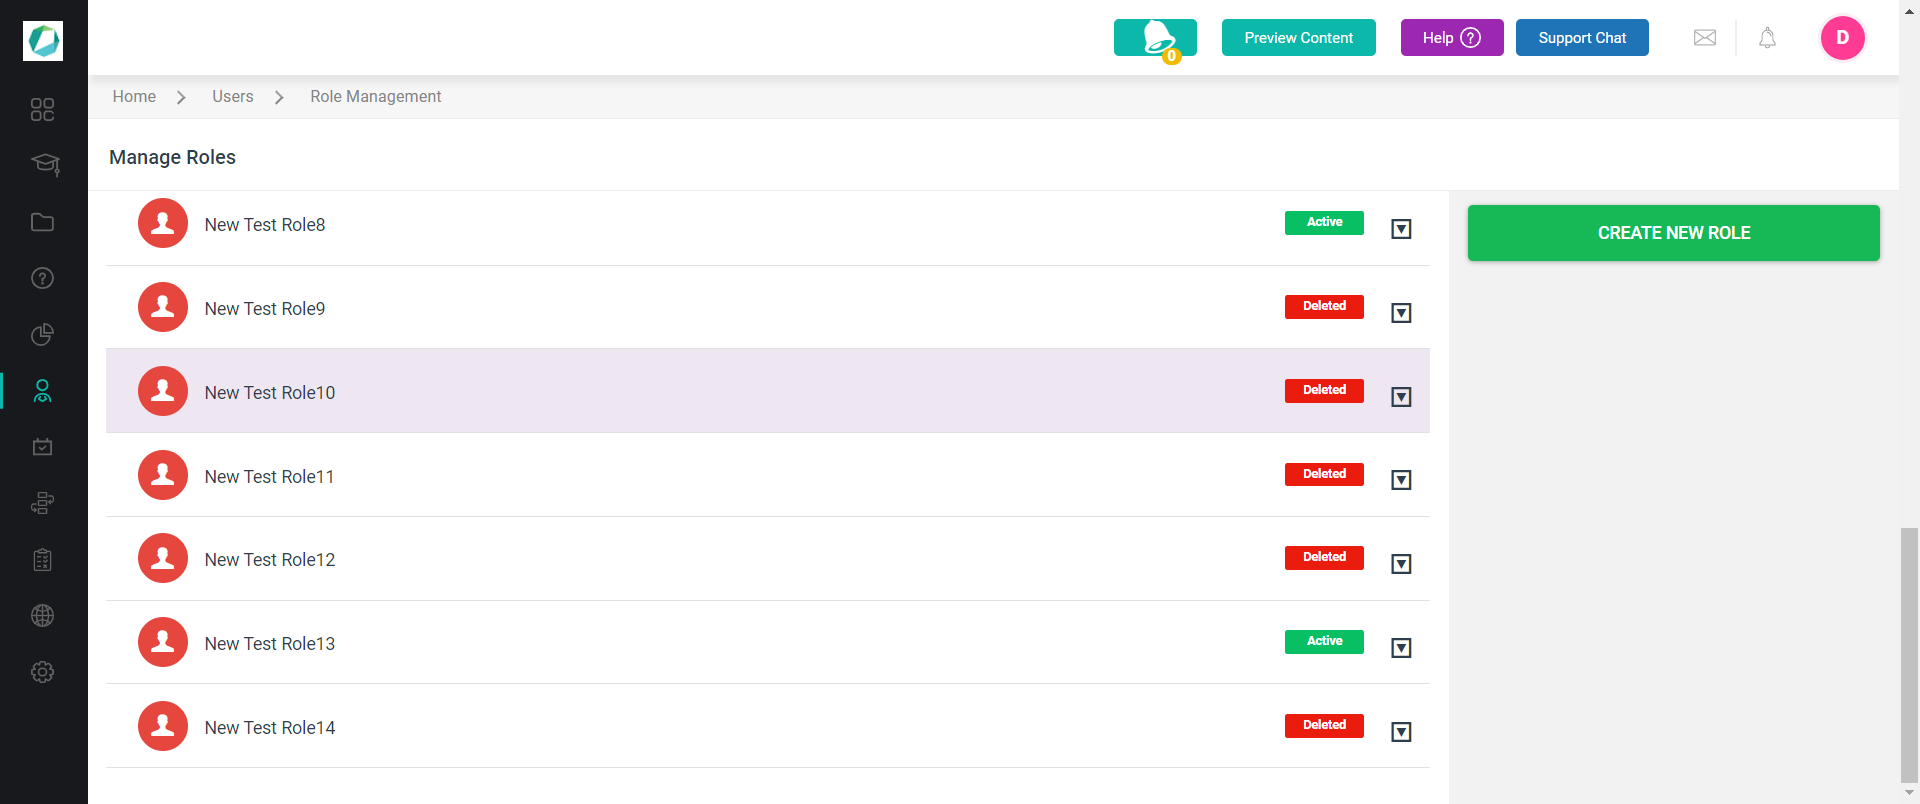 0
Preview Content
Help ?
Support Chat
D
Home > Users > Role Management
Manage Roles
New Test Role8 Active
CREATE NEW ROLE
New Test Role9 Deleted
New Test Role10 Deleted
New Test Role11 Deleted
New Test Role12 Deleted
New Test Role13 Active
New Test Role14 Deleted